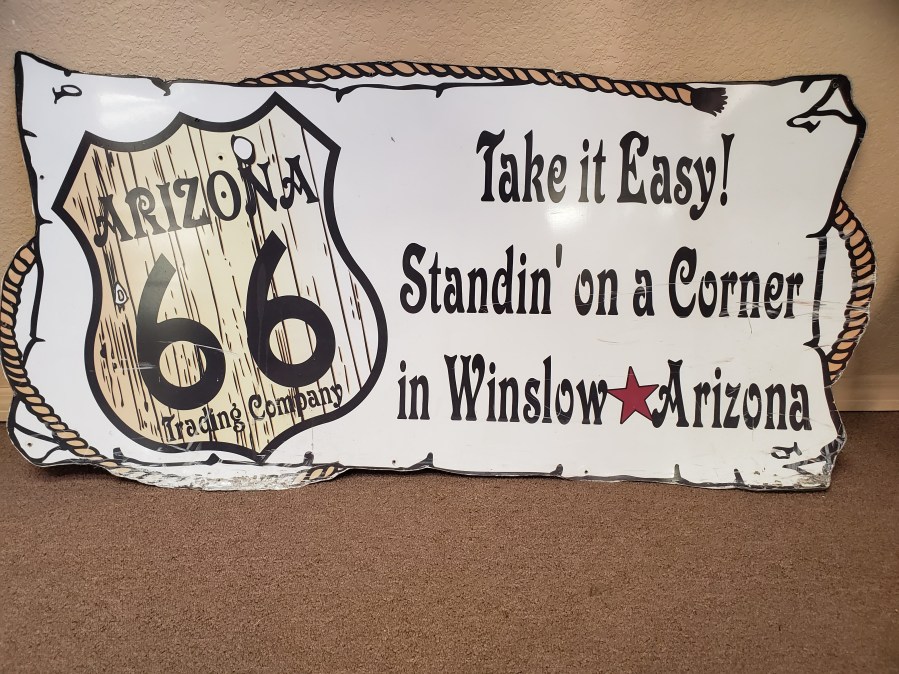 ARIZONA
66
Trading Company
D
Take it Easy!
Standin' on a Corner
in Winslow★Arizona